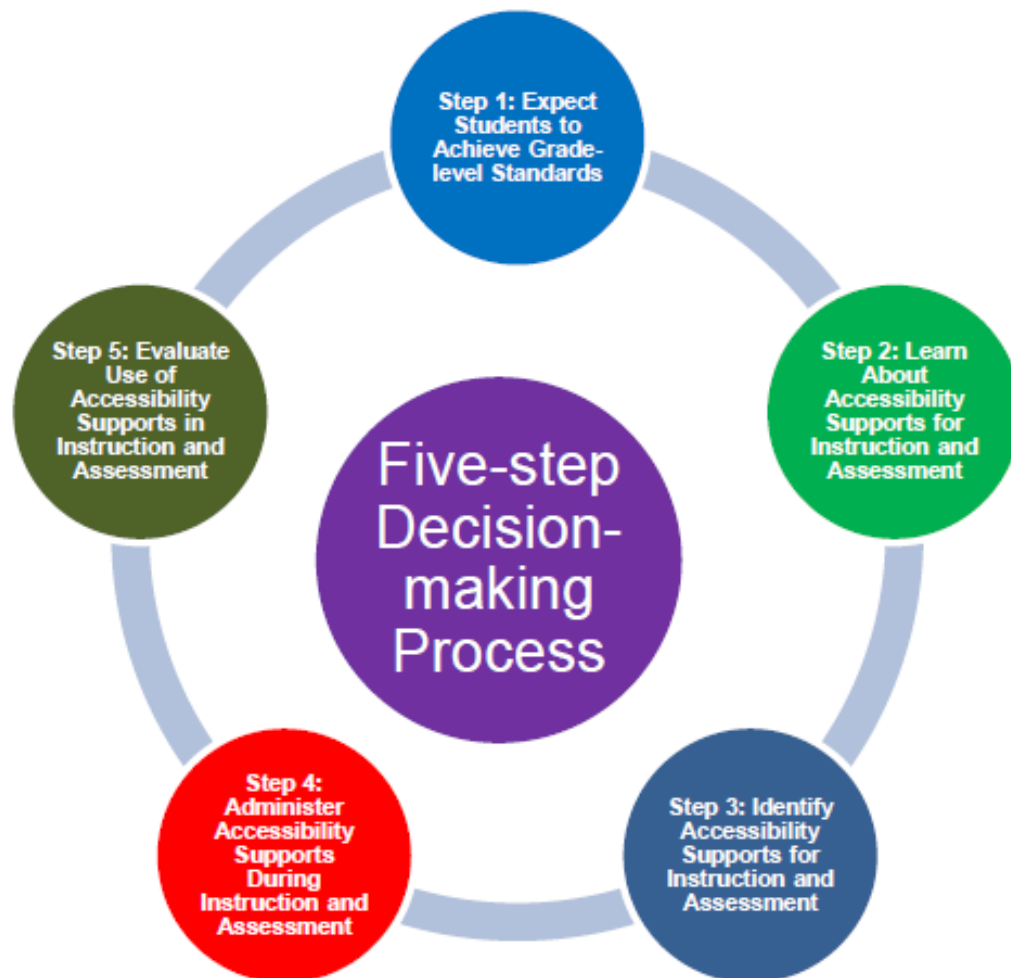 Step 1: Expect
Students to
Achieve Grade-
level Standards
Step 2: Learn
About
Accessibility
Supports for
Instruction and
Assessment
Step 3: Identify
Accessibility
Supports for
Instruction and
Assessment
Step 4:
Administer
Accessibility
Supports
During
Instruction and
Assessment
Step 5: Evaluate
Use of
Accessibility
Supports in
Instruction and
Assessment
Five-step
Decision-
making
Process